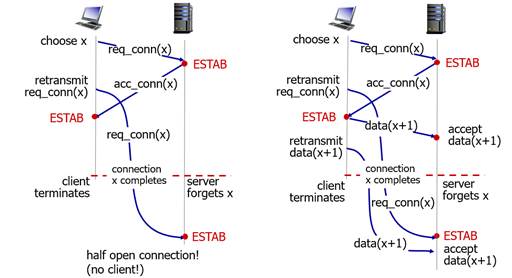 choose x
req_conn(x)
ESTAB
retransmit
req_conn(x)
acc_conn(x)
ESTAB
req_conn(x)
connection
x completes
client
terminates
server
forgets x
ESTAB
half open connection!
(no client!)
choose x
req_conn(x)
ESTAB
retransmit
req_conn(x)
acc_conn(x)
ESTAB
data(x+1)
accept
data(x+1)
retransmit
data(x+1)
connection
x completes
client
terminates
server
forgets x
req_conn(x)
ESTAB
data(x+1)
accept
data(x+1)